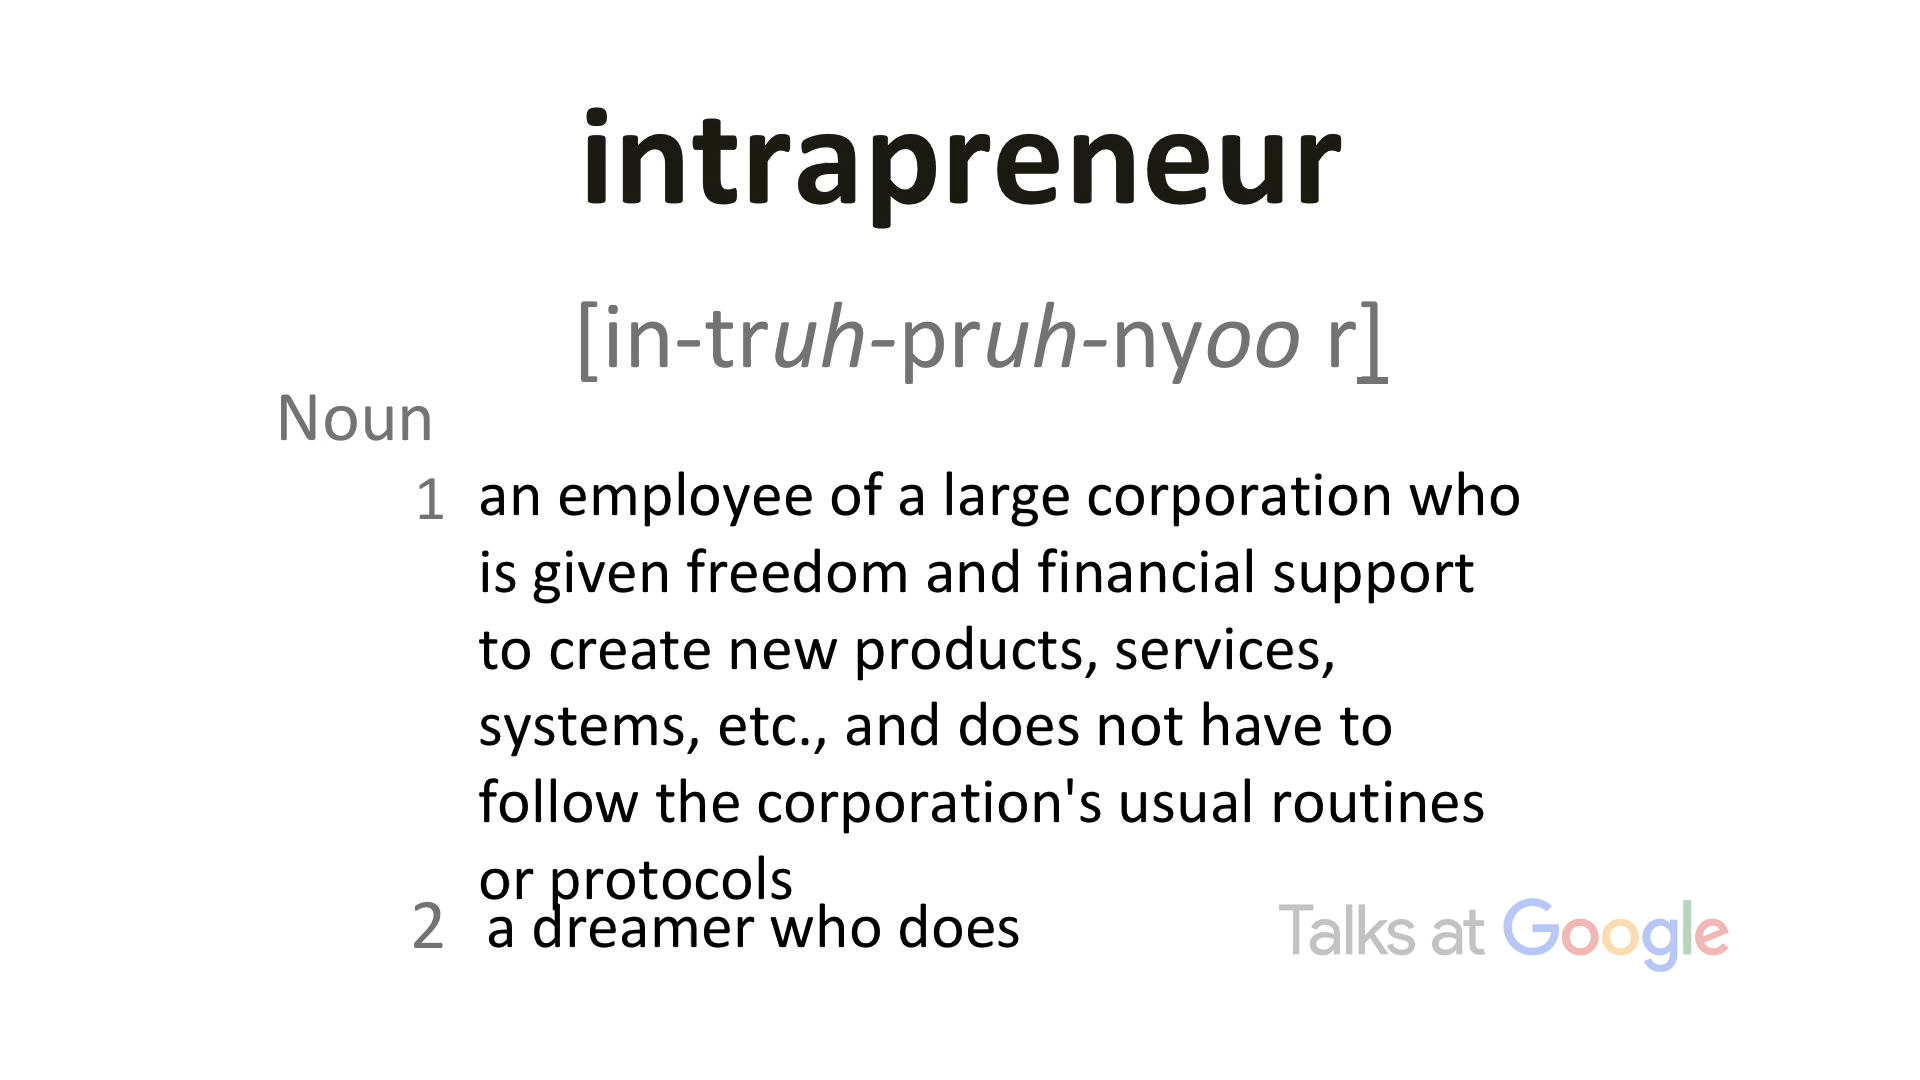 intrapreneur
[in-truh-pruh-nyoo r]
Noun
1 an employee of a large corporation who
is given freedom and financial support
to create new products, services,
systems, etc., and does not have to
follow the corporation's usual routines
or protocols
2 a dreamer who does
Talks at Google